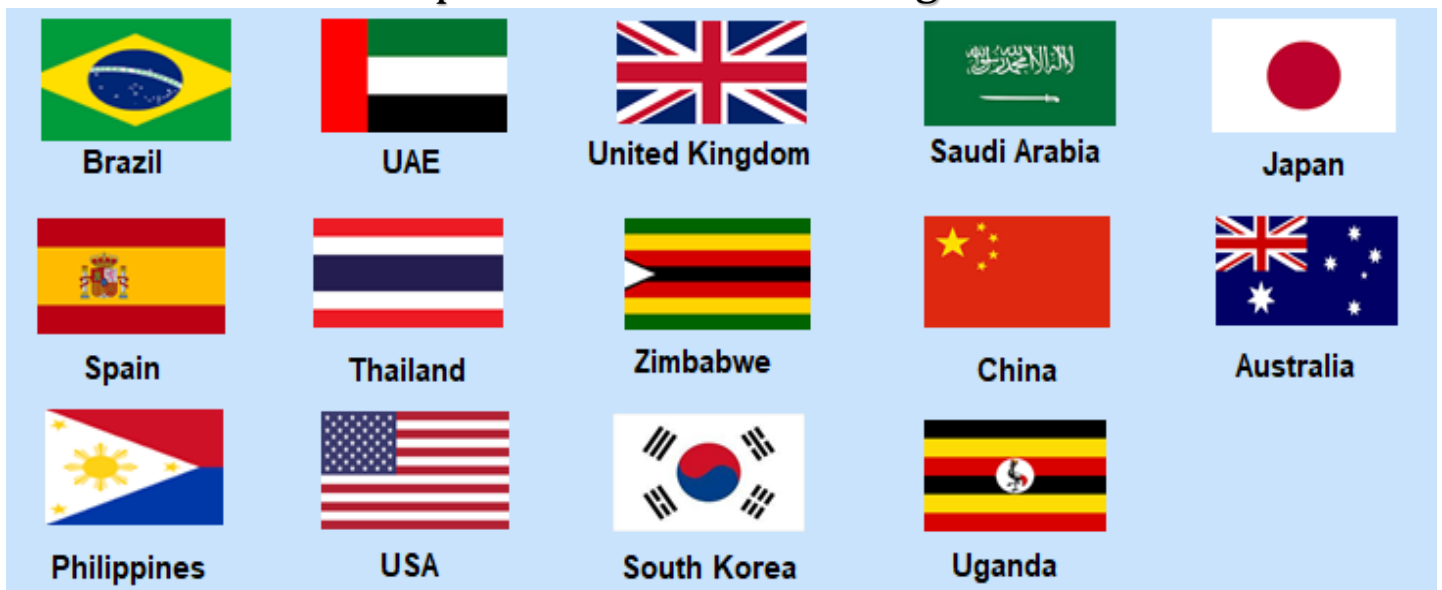 Brazil
UAE
United Kingdom
Saudi Arabia
Japan
Spain
Thailand
Zimbabwe
China
Australia
Philippines
USA
South Korea
Uganda